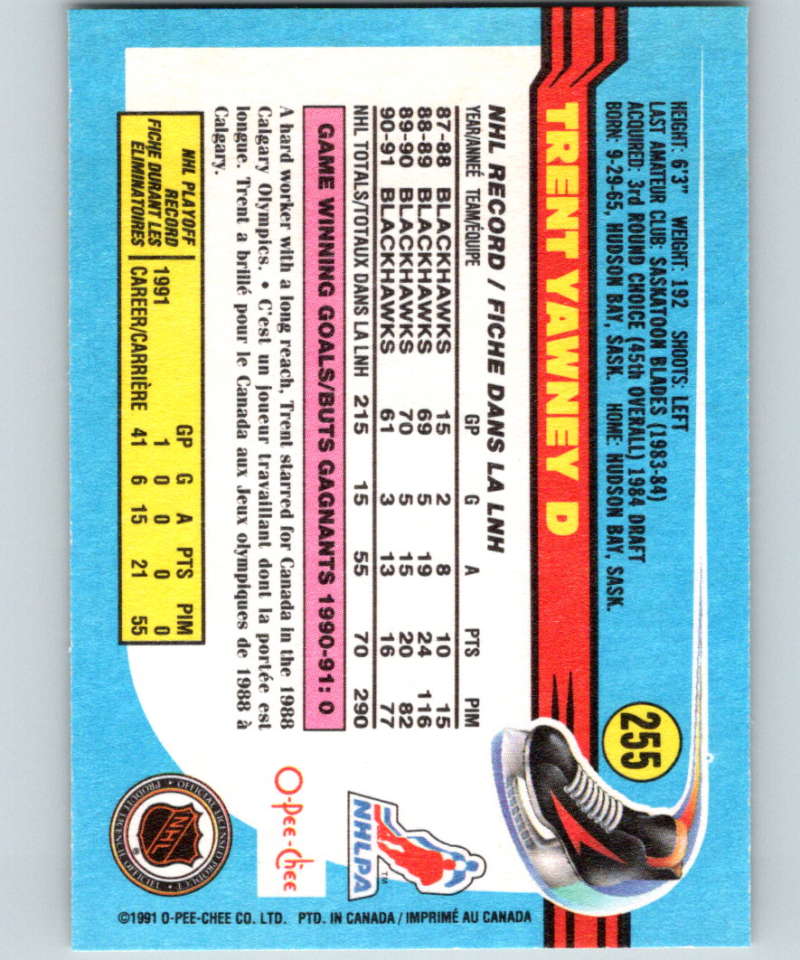 255
HEIGHT: 6'3" WEIGHT: 192 SHOOTS: LEFT
LAST AMATEUR CLUB: SASKATOON BLADES (1983-84)
ACQUIRED: 3rd ROUND CHOICE (45th OVERALL) 1984 DRAFT
BORN: 9-29-65, HUDSON BAY, SASK. HOME: HUDSON BAY, SASK.
TRENT YAWNEY D
NHL RECORD / FICHE DANS LA LNH
YEAR/ANNÉE TEAM/ÉQUIPE GP G A PTS PIM
87-88 BLACKHAWKS 15 2 8 10 15
88-89 BLACKHAWKS 69 5 19 24 116
89-90 BLACKHAWKS 70 5 15 20 82
90-91 BLACKHAWKS 61 3 13 16 77
NHL TOTALS/TOTAUX DANS LA LNH 215 15 55 70 290
GAME WINNING GOALS/BUTS GAGNANTS 1990-91: 0
A hard worker with a long reach, Trent starred for Canada in the 1988
Calgary Olympics. • C'est un joueur travaillant dont la portée est
longue. Trent a brillé pour le Canada aux Jeux olympiques de 1988 à
Calgary.
NHL PLAYOFF
RECORD
FICHE DURANT LES
ÉLIMINATOIRES
GP G A PTS PIM
1991 1 0 0 0 0
CAREER/CARRIÈRE 41 6 15 21 55
NHLPA
TM
O-Pee-Chee
NHL
®
OFFICIAL LICENSED PRODUCT
©1991 O-PEE-CHEE CO. LTD. PTD. IN CANADA / IMPRIMÉ AU CANADA